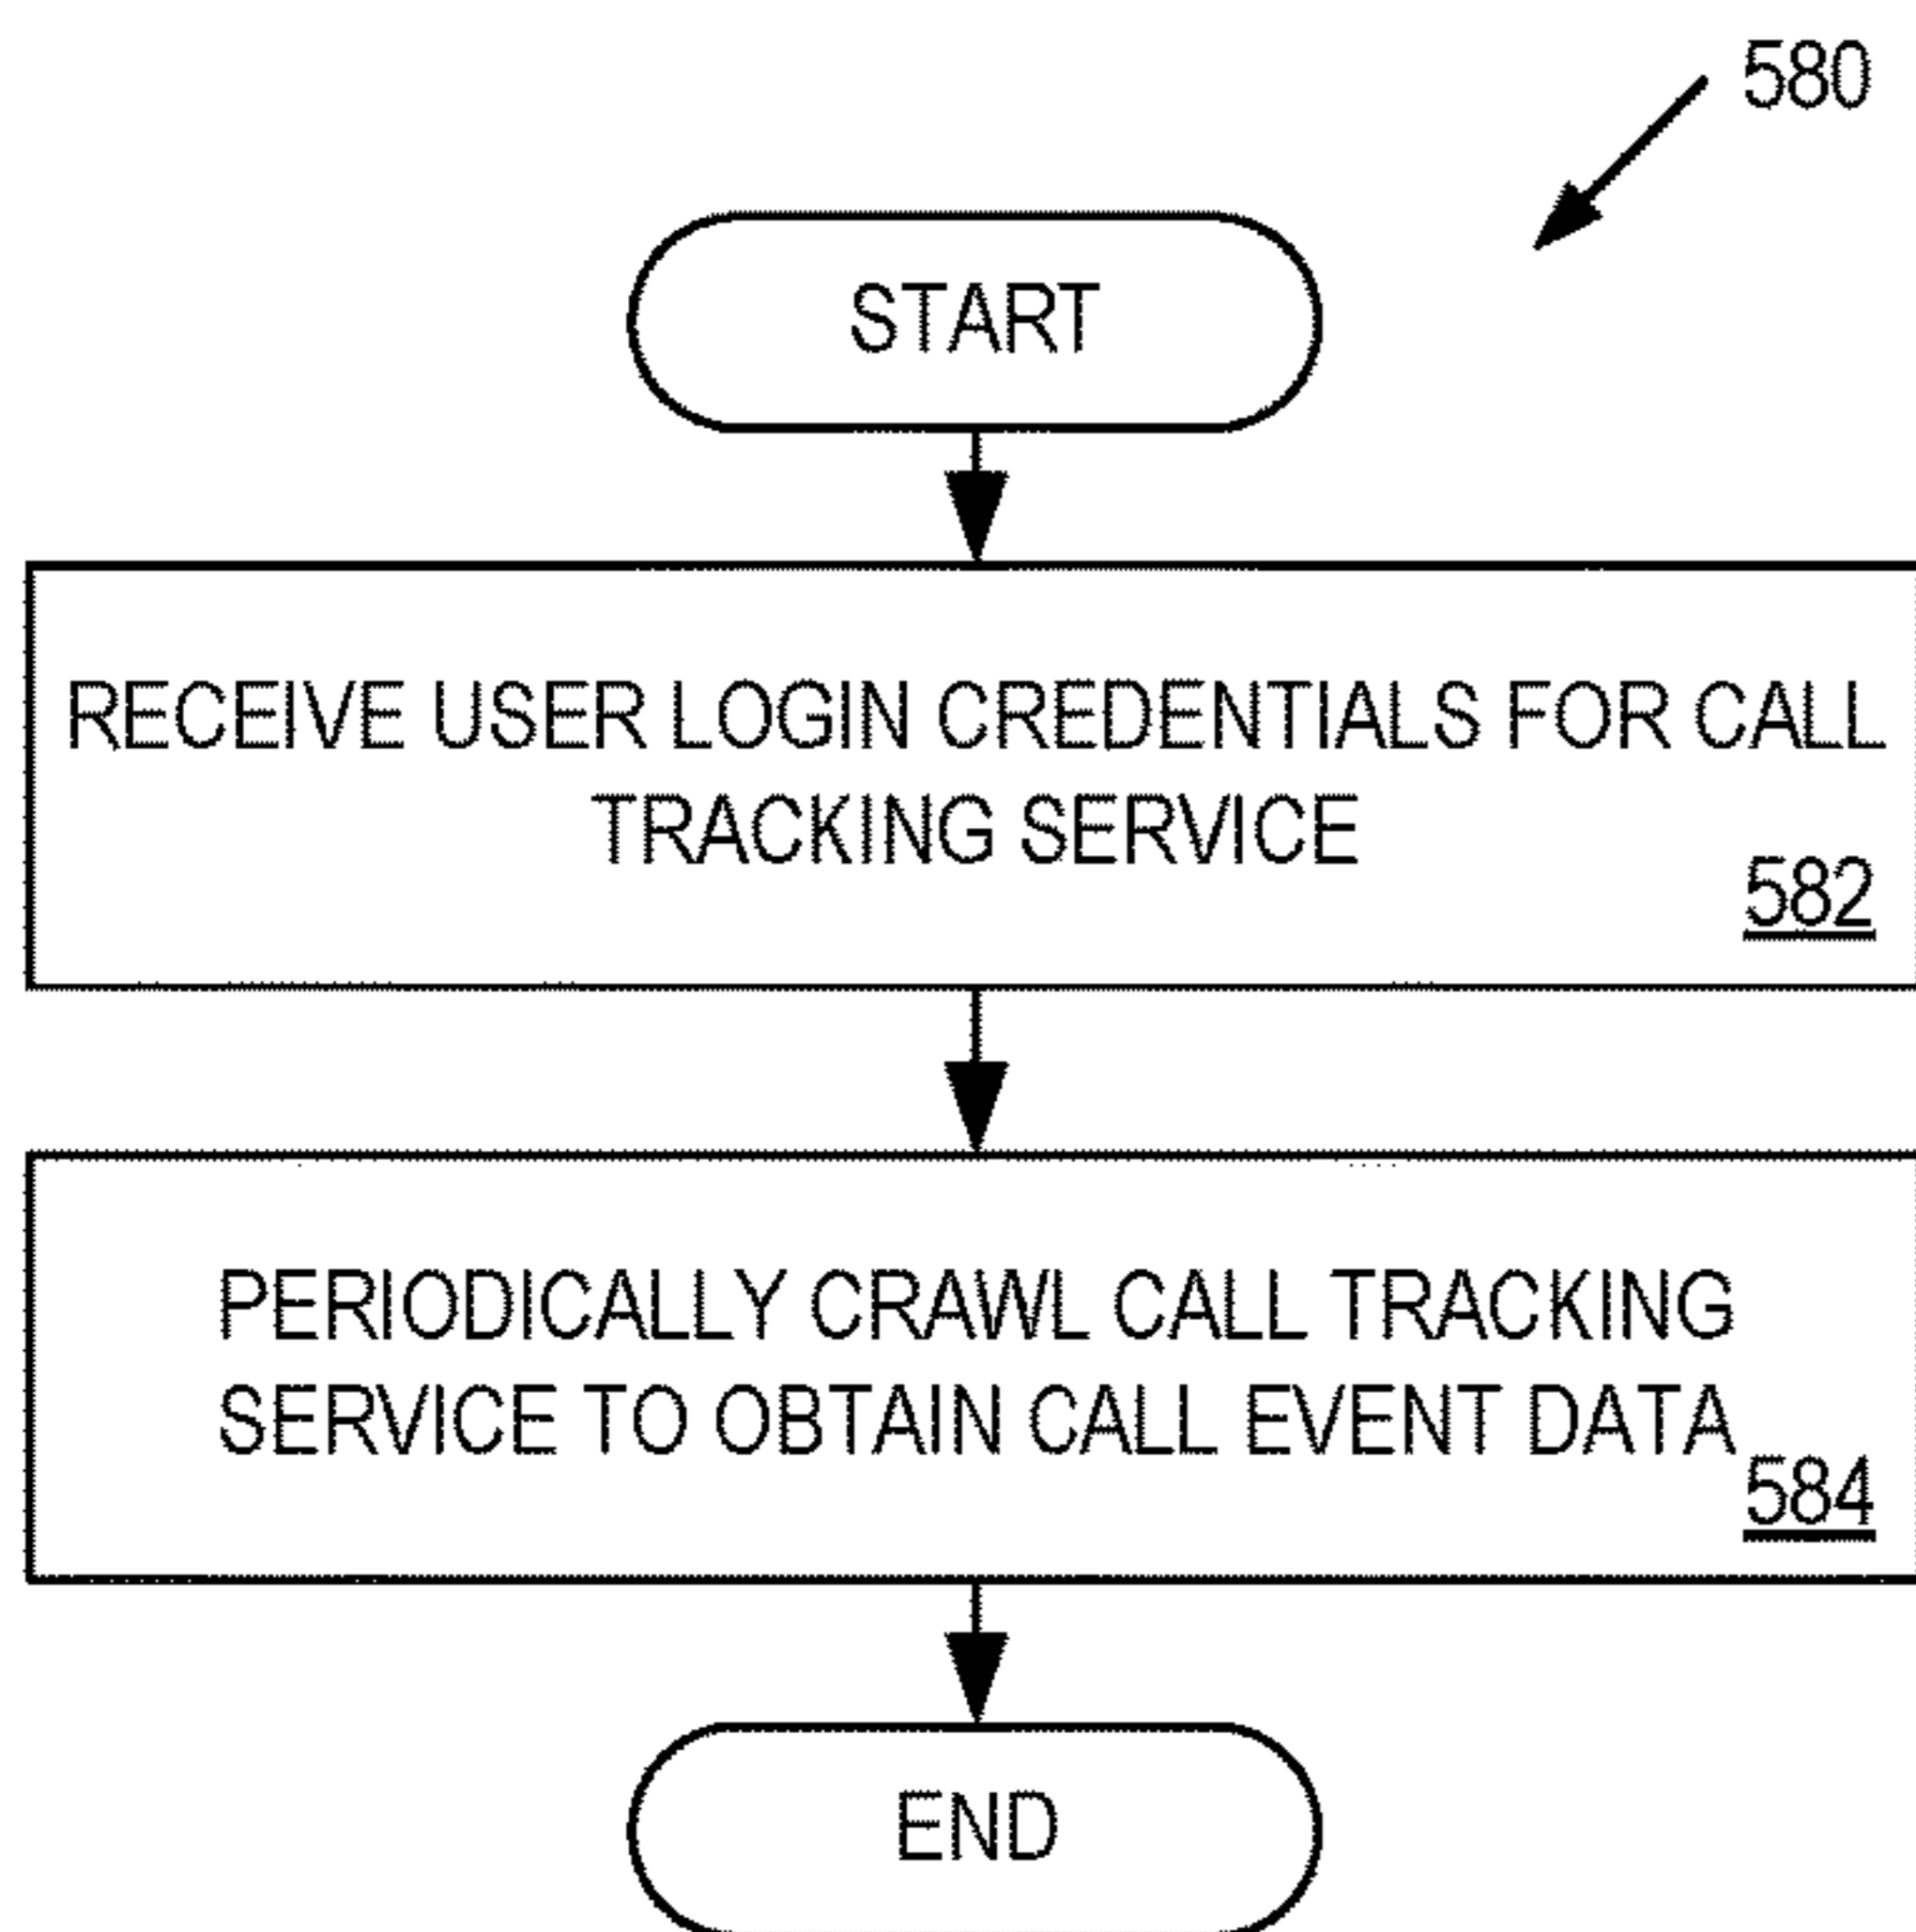 580
START
RECEIVE USER LOGIN CREDENTIALS FOR CALL
TRACKING SERVICE
582
PERIODICALLY CRAWL CALL TRACKING
SERVICE TO OBTAIN CALL EVENT DATA
584
END